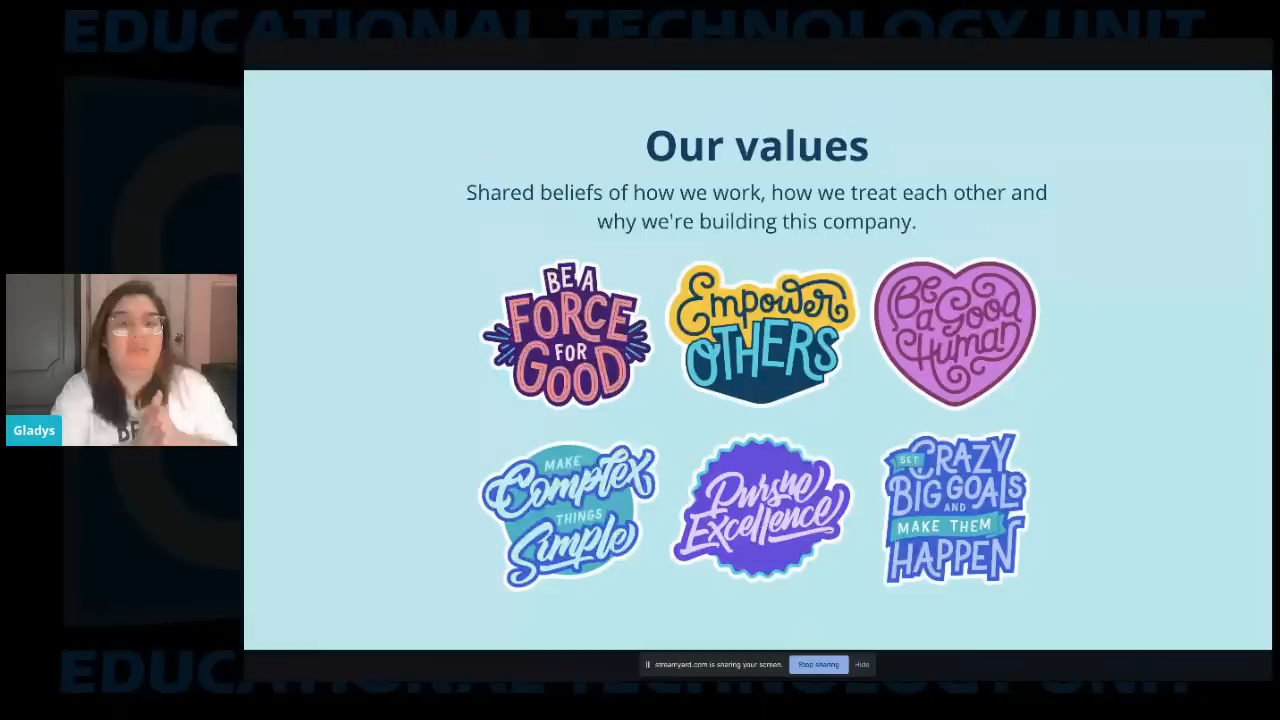 EDUCATIONAL TECHNOLOGY UNIT
Our values
Shared beliefs of how we work, how we treat each other and
why we're building this company.
BE A
FORCE
FOR
GOOD
Empower
OTHERS
Be
a Good
Human
MAKE
Complex
THINGS
Simple
Pursue
Excellence
SET
CRAZY
BIG GOALS
AND
MAKE THEM
HAPPEN
Gladys
streamyard.com is sharing your screen.
Stop sharing
Hide
EDUCATIONAL TECHNOLOGY UNIT